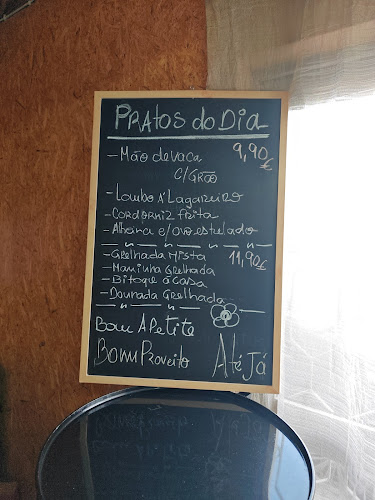 PRATOS do DIA
- Mão de vaca 9,90€
C/GRÃO
- Lombo Á Lagareiro
- Cordorniz frita
- Alheira c/ovo estrelado
- Grelhada Mista 11,90€
- Maminha Grelhada
- Bitoque á Casa
- Dourada Grelhada
Bom Apetite
Bom Proveito Até Já